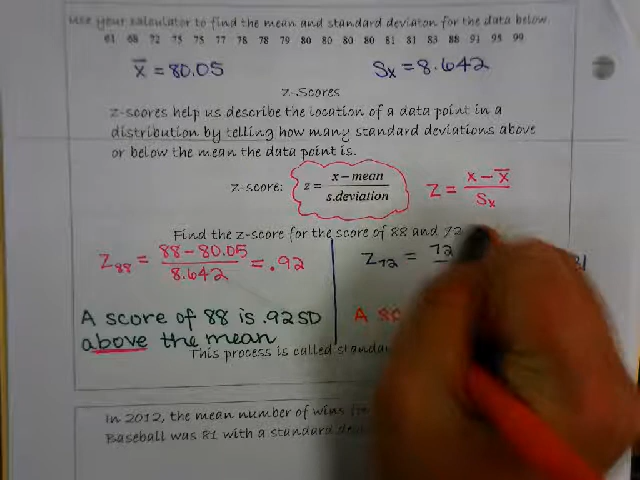 Use your calculator to find the mean and standard deviaton for the data below.
61 68 72 75 75 77 78 78 79 80 80 80 80 81 81 83 88 91 95 99
x̅ = 80.05 Sx = 8.642
z-Scores
z-scores help us describe the location of a data point in a
distribution by telling how many standard deviations above
or below the mean the data point is.
z-score: z = x − mean / s.deviation z = x − x̅ / Sx
Find the z-score for the score of 88 and 72
Z88 = 88 − 80.05 / 8.642 = .92 Z72 = 72
A score of 88 is .92SD A
above the mean
This process is called
In 2012, the mean number of wins
Baseball was 81 with a standard